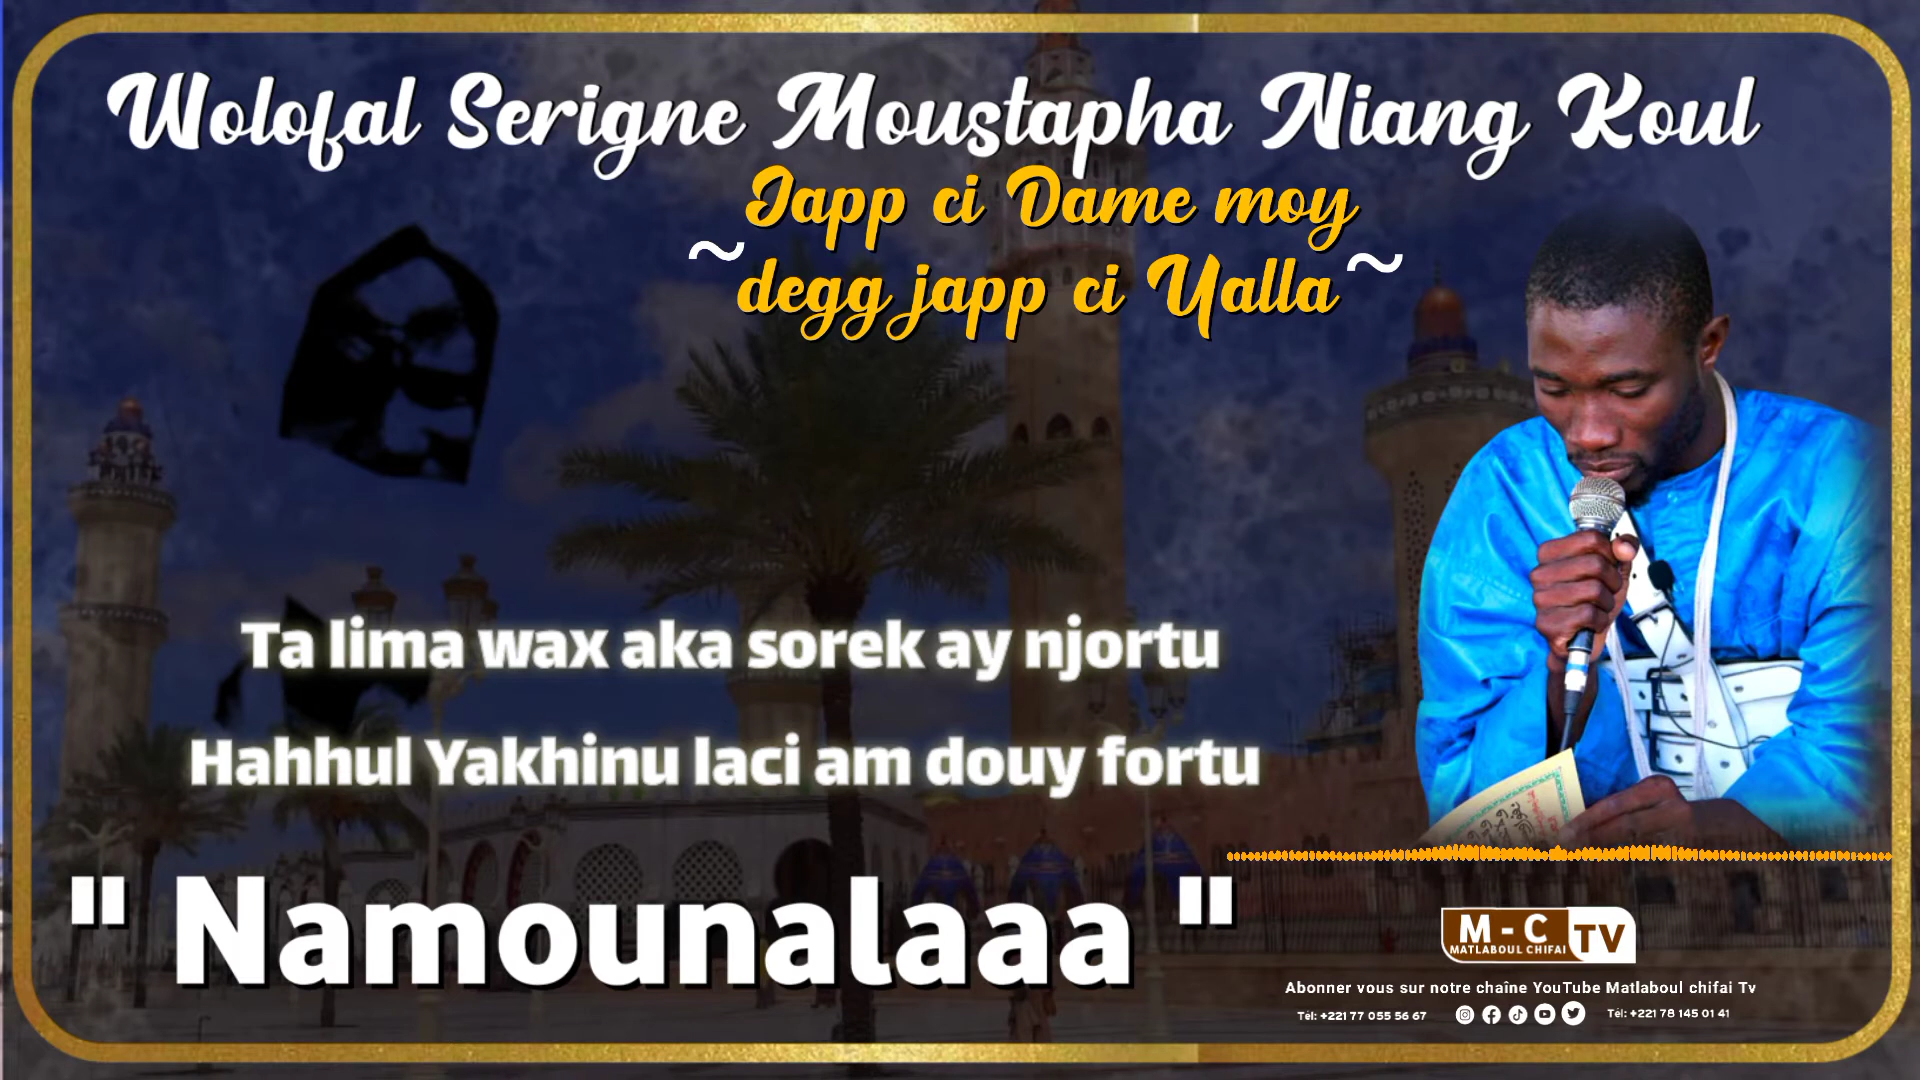 Wolofal Serigne Moustapha Niang Koul
Japp ci Dame moy
~degg japp ci Yalla~
Ta lima wax aka sorek ay njortu
Hahhul Yakhinu laci am douy fortu
" Namounalaaa "
M-C TV
MATLABOUL CHIFAI
Abonner vous sur notre chaîne YouTube Matlaboul chifai Tv
Tél: +221 77 055 56 67
Tél: +221 78 145 01 41